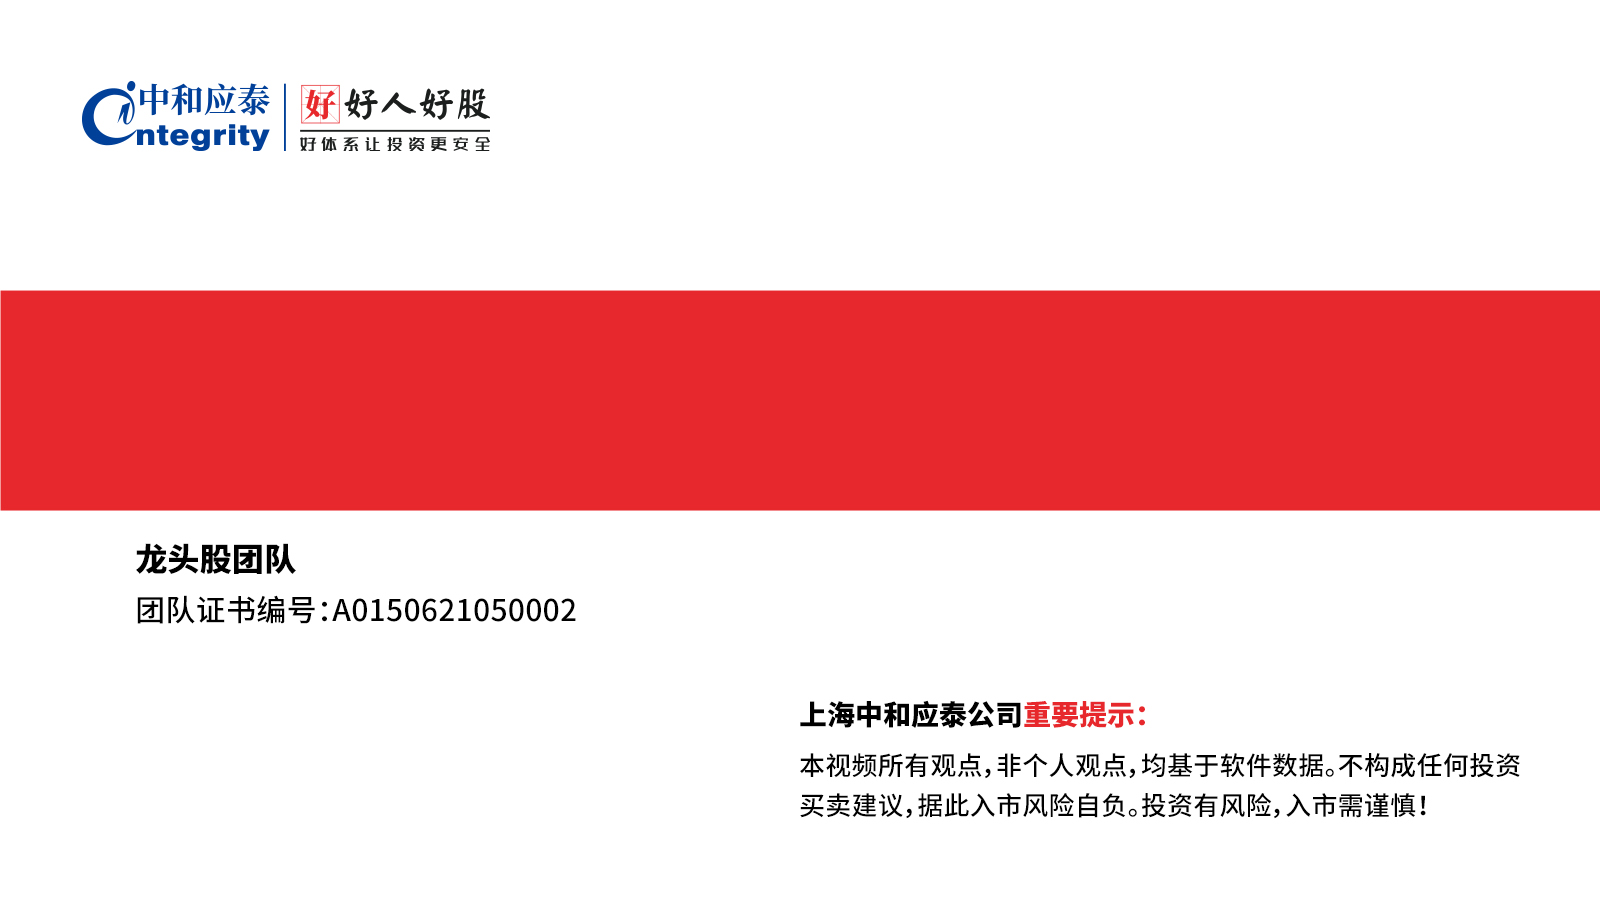 中和应泰
integrity
好 好人好股
好体系让投资更安全
龙头股团队
团队证书编号：A0150621050002
上海中和应泰公司重要提示：
本视频所有观点，非个人观点，均基于软件数据。不构成任何投资
买卖建议，据此入市风险自负。投资有风险，入市需谨慎！